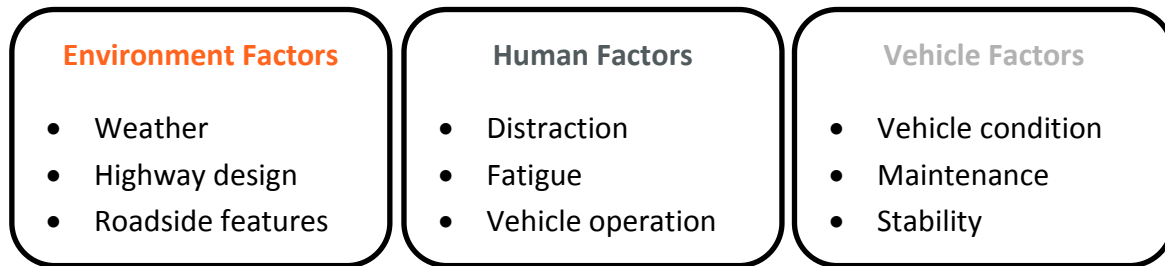 Environment Factors
• Weather
• Highway design
• Roadside features
Human Factors
• Distraction
• Fatigue
• Vehicle operation
Vehicle Factors
• Vehicle condition
• Maintenance
• Stability